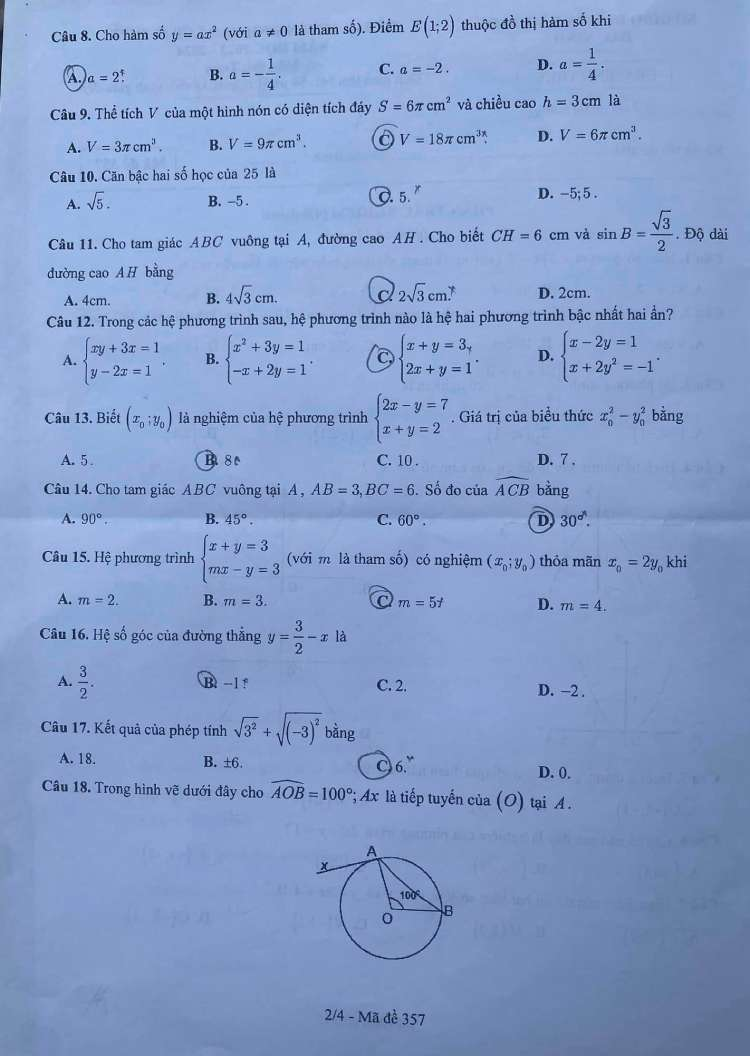 Câu 8. Cho hàm số y = ax² (với a ≠ 0 là tham số). Điểm E(1;2) thuộc đồ thị hàm số khi
A. a = 2. B. a = -1/4. C. a = -2. D. a = 1/4.
Câu 9. Thể tích V của một hình nón có diện tích đáy S = 6π cm² và chiều cao h = 3 cm là
A. V = 3π cm³. B. V = 9π cm³. C. V = 18π cm³. D. V = 6π cm³.
Câu 10. Căn bậc hai số học của 25 là
A. √5. B. -5. C. 5. D. -5;5.
Câu 11. Cho tam giác ABC vuông tại A, đường cao AH. Cho biết CH = 6 cm và sin B = √3/2. Độ dài
đường cao AH bằng
A. 4cm. B. 4√3 cm. C. 2√3 cm. D. 2cm.
Câu 12. Trong các hệ phương trình sau, hệ phương trình nào là hệ hai phương trình bậc nhất hai ẩn?
A. {xy + 3x = 1; y - 2x = 1. B. {x² + 3y = 1; -x + 2y = 1. C. {x + y = 3; 2x + y = 1. D. {x - 2y = 1; x + 2y² = -1.
Câu 13. Biết (x₀;y₀) là nghiệm của hệ phương trình {2x - y = 7; x + y = 2. Giá trị của biểu thức x₀² - y₀² bằng
A. 5. B. 8 C. 10. D. 7.
Câu 14. Cho tam giác ABC vuông tại A, AB = 3, BC = 6. Số đo của ACB bằng
A. 90°. B. 45°. C. 60°. D. 30°.
Câu 15. Hệ phương trình {x + y = 3; mx - y = 3 (với m là tham số) có nghiệm (x₀;y₀) thỏa mãn x₀ = 2y₀ khi
A. m = 2. B. m = 3. C. m = 5 D. m = 4.
Câu 16. Hệ số góc của đường thẳng y = 3/2 - x là
A. 3/2. B. -1 C. 2. D. -2.
Câu 17. Kết quả của phép tính √3² + √(-3)² bằng
A. 18. B. ±6. C. 6. D. 0.
Câu 18. Trong hình vẽ dưới đây cho AOB = 100°; Ax là tiếp tuyến của (O) tại A.
A
x
100°
O
B
2/4 - Mã đề 357